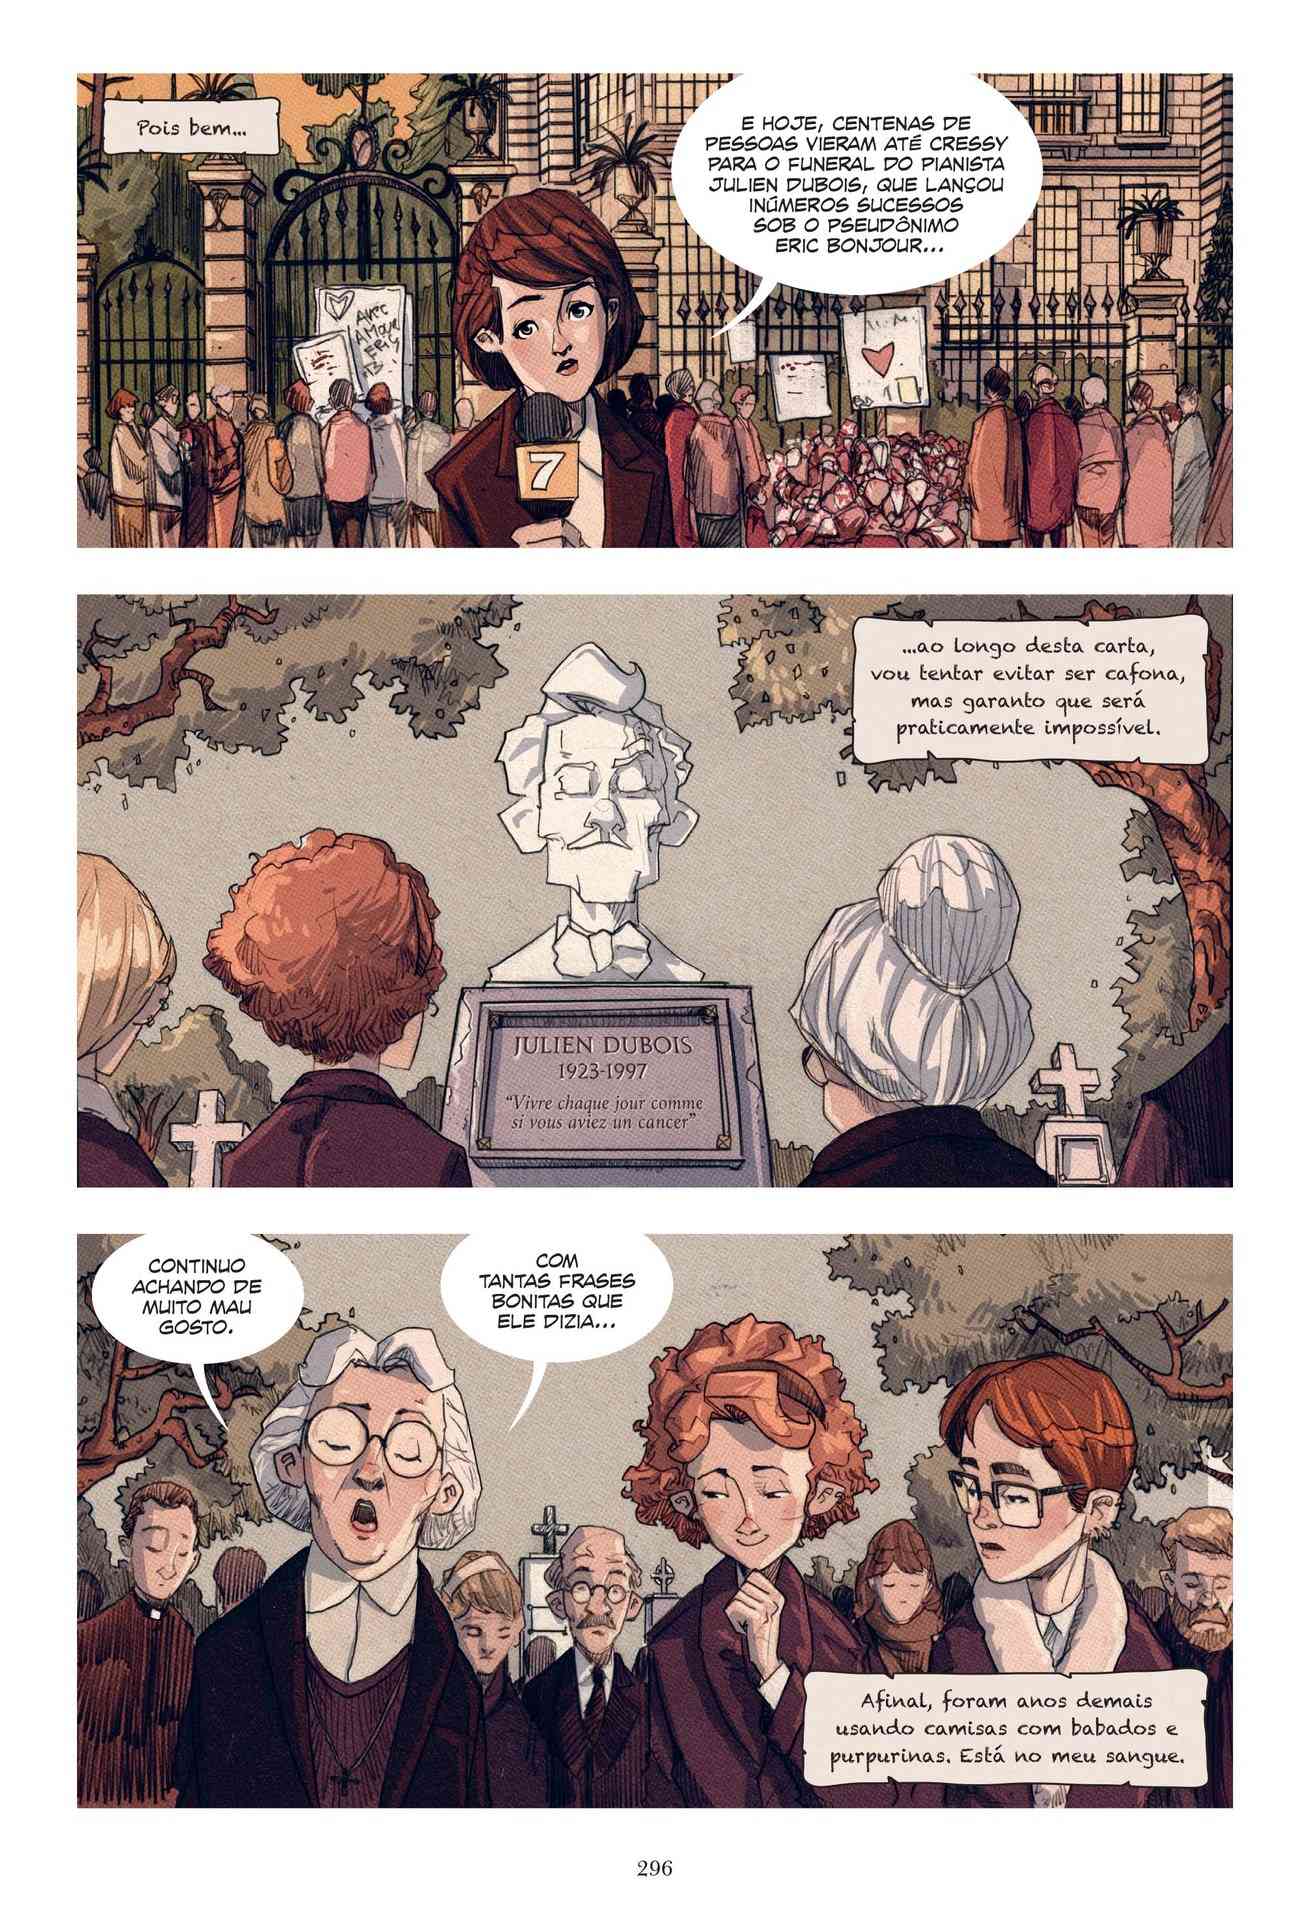 Pois bem...
E HOJE, CENTENAS DE
PESSOAS VIERAM ATÉ CRESSY
PARA O FUNERAL DO PIANISTA
JULIEN DUBOIS, QUE LANÇOU
INÚMEROS SUCESSOS
SOB O PSEUDÔNIMO
ERIC BONJOUR...
Avec
7
...ao longo desta carta,
vou tentar evitar ser cafona,
mas garanto que será
praticamente impossível.
JULIEN DUBOIS
1923-1997
"Vivre chaque jour comme
si vous aviez un cancer"
CONTINUO
ACHANDO DE
MUITO MAU
GOSTO.
COM
TANTAS FRASES
BONITAS QUE
ELE DIZIA...
Afinal, foram anos demais
usando camisas com babados e
purpurinas. Está no meu sangue.
296